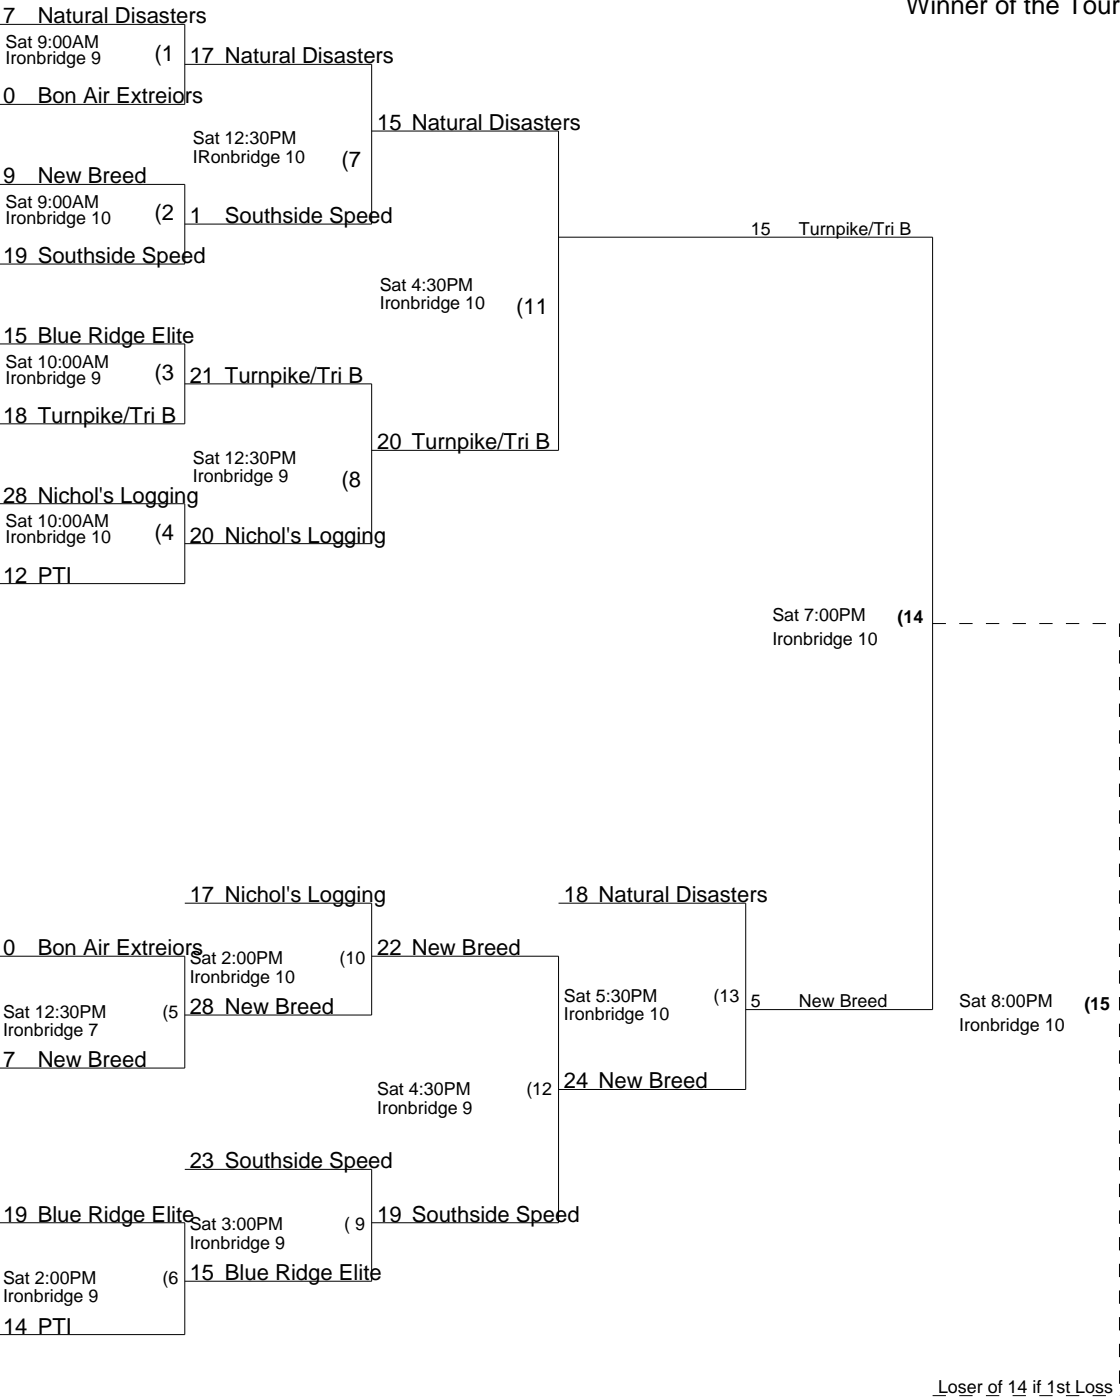 Winner of the Tour
7 Natural Disasters
Sat 9:00AM
Ironbridge 9 (1
17 Natural Disasters
0 Bon Air Extreiors
15 Natural Disasters
Sat 12:30PM
IRonbridge 10 (7
9 New Breed
Sat 9:00AM
Ironbridge 10 (2
1 Southside Speed
19 Southside Speed
15 Turnpike/Tri B
Sat 4:30PM
Ironbridge 10 (11
15 Blue Ridge Elite
Sat 10:00AM
Ironbridge 9 (3
21 Turnpike/Tri B
18 Turnpike/Tri B
20 Turnpike/Tri B
Sat 12:30PM
Ironbridge 9 (8
28 Nichol's Logging
Sat 10:00AM
Ironbridge 10 (4
20 Nichol's Logging
12 PTI
Sat 7:00PM (14
Ironbridge 10
17 Nichol's Logging
18 Natural Disasters
0 Bon Air Extreiors
Sat 2:00PM (10
Ironbridge 10
22 New Breed
Sat 12:30PM (5
Ironbridge 7
28 New Breed
Sat 5:30PM (13
Ironbridge 10
5 New Breed
Sat 8:00PM (15
Ironbridge 10
7 New Breed
Sat 4:30PM (12
Ironbridge 9
24 New Breed
23 Southside Speed
19 Blue Ridge Elite
Sat 3:00PM ( 9
Ironbridge 9
19 Southside Speed
Sat 2:00PM (6
Ironbridge 9
15 Blue Ridge Elite
14 PTI
Loser of 14 if 1st Loss